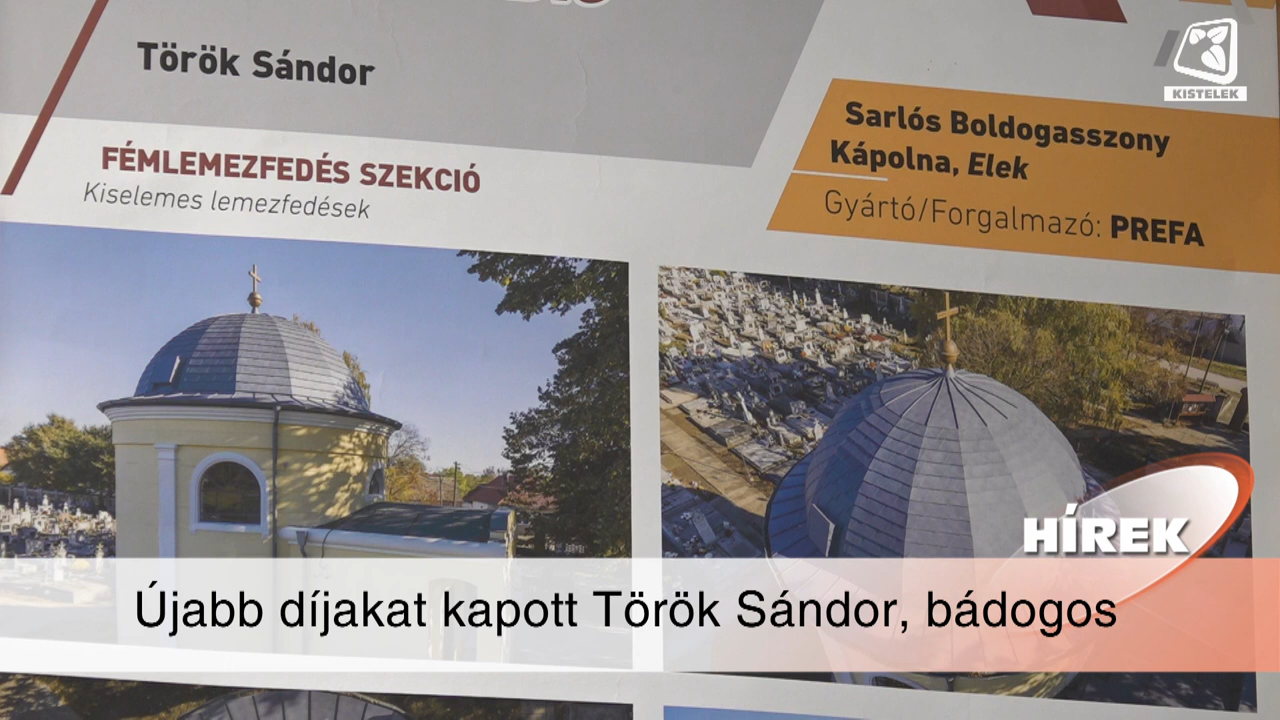 Török Sándor
KISTELEK
Sarlós Boldogasszony
Kápolna, Elek
Gyártó/Forgalmazó: PREFA
FÉMLEMEZFEDÉS SZEKCIÓ
Kiselemes lemezfedések
HÍREK
Újabb díjakat kapott Török Sándor, bádogos